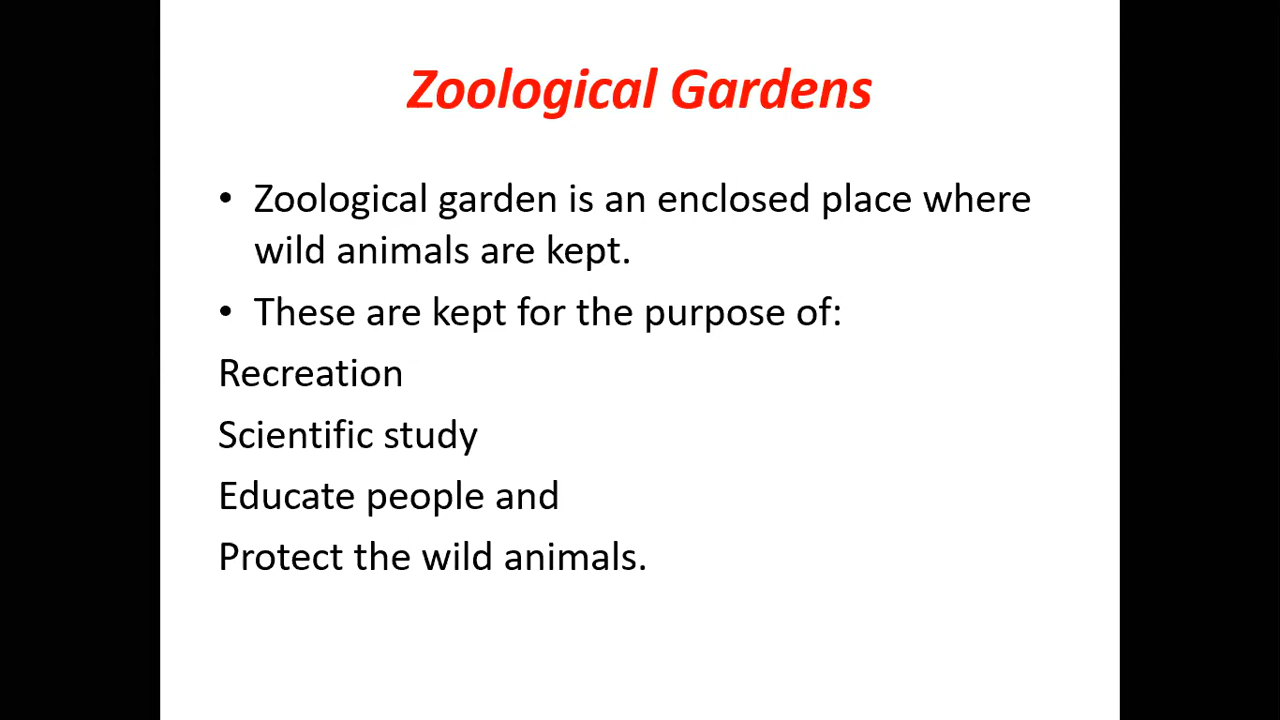 Zoological Gardens
• Zoological garden is an enclosed place where
wild animals are kept.
• These are kept for the purpose of:
Recreation
Scientific study
Educate people and
Protect the wild animals.